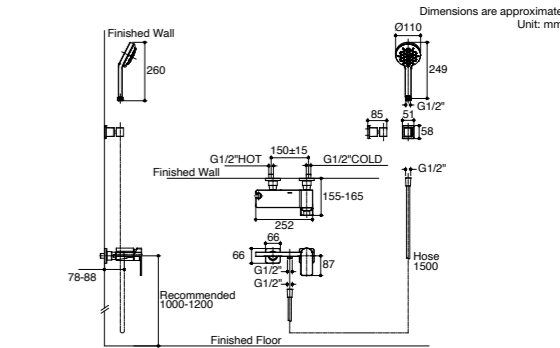 Dimensions are approximate
Unit: mm
Finished Wall
Ø110
260
249
G1/2"
85
51
58
150±15
G1/2"HOT
G1/2"COLD
G1/2"
Finished Wall
155-165
252
66
66
87
G1/2"
G1/2"
Hose
1500
78-88
Recommended
1000-1200
Finished Floor